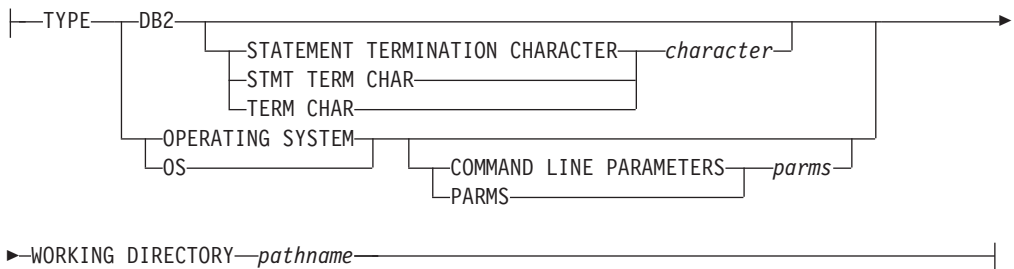 TYPE DB2
STATEMENT TERMINATION CHARACTER character
STMT TERM CHAR
TERM CHAR
OPERATING SYSTEM
OS
COMMAND LINE PARAMETERS parms
PARMS
WORKING DIRECTORY pathname